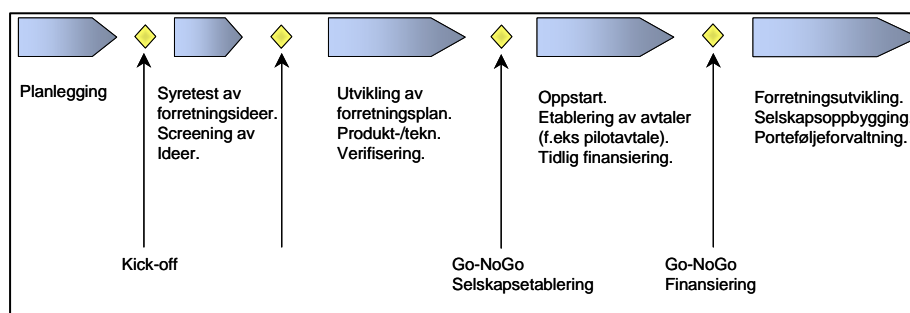 Planlegging
Syretest av
forretningsideer.
Screening av
Ideer.
Utvikling av
forretningsplan.
Produkt-/tekn.
Verifisering.
Oppstart.
Etablering av avtaler
(f.eks pilotavtale).
Tidlig finansiering.
Forretningsutvikling.
Selskapsoppbygging.
Porteføljeforvaltning.
Kick-off
Go-NoGo
Selskapsetablering
Go-NoGo
Finansiering